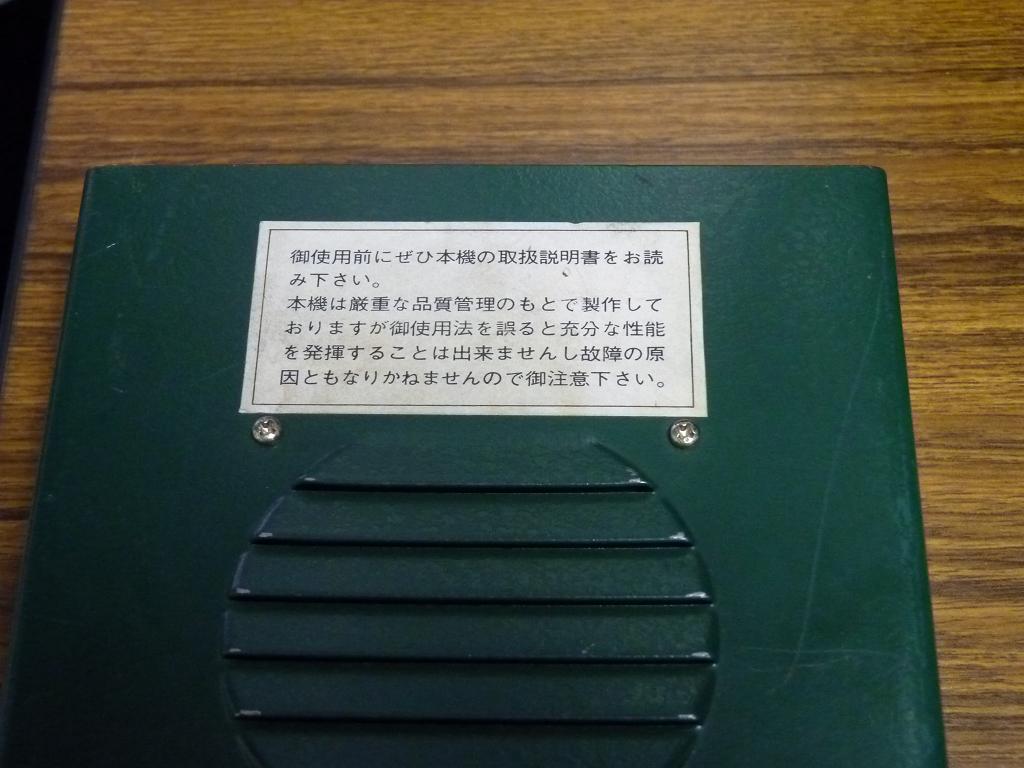 御使用前にぜひ本機の取扱説明書をお読
み下さい。
本機は厳重な品質管理のもとで製作して
おりますが御使用法を誤ると充分な性能
を発揮することは出来ませんし故障の原
因ともなりかねませんので御注意下さい。